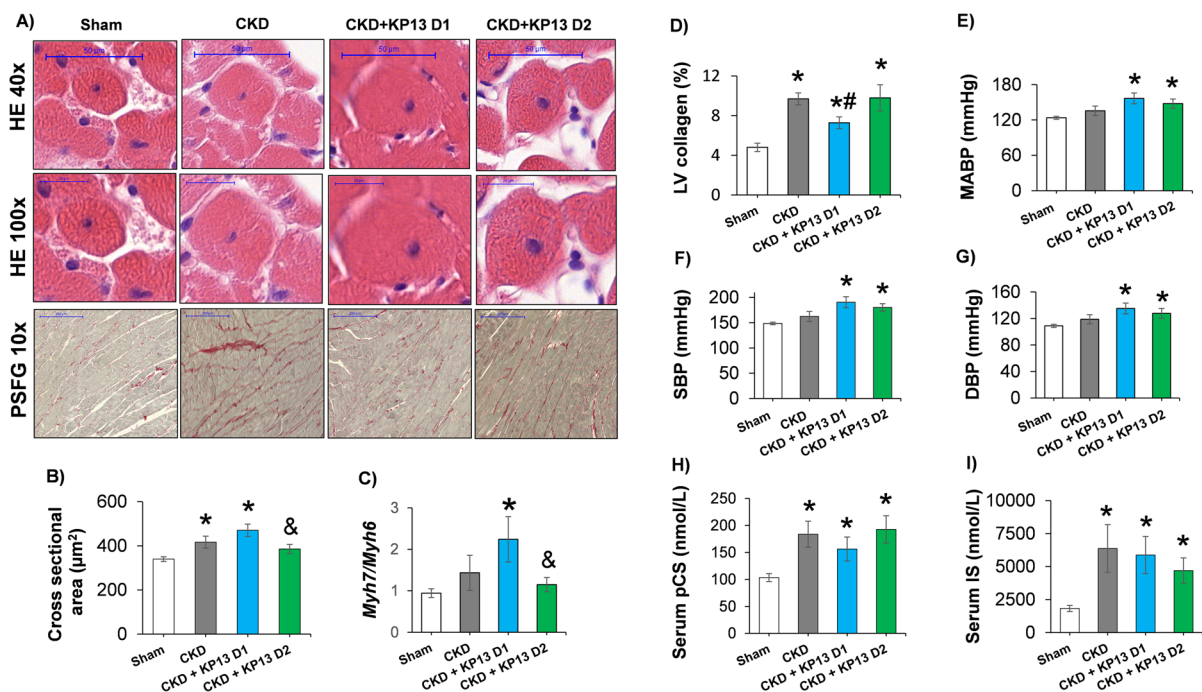 A)
Sham
CKD
CKD+KP13 D1
CKD+KP13 D2
HE 40x
50 µm
50 µm
50 µm
50 µm
HE 100x
PSFG 10x
B)
Cross sectional
area (µm²)
600
400
200
0
*
*
&
Sham
CKD
CKD + KP13 D1
CKD + KP13 D2
C)
Myh7/Myh6
3
2
1
0
*
&
Sham
CKD
CKD + KP13 D1
CKD + KP13 D2
D)
LV collagen (%)
12
8
4
0
*
*#
*
Sham
CKD
CKD + KP13 D1
CKD + KP13 D2
E)
MABP (mmHg)
180
120
60
0
*
*
Sham
CKD
CKD + KP13 D1
CKD + KP13 D2
F)
SBP (mmHg)
200
150
100
50
0
*
*
Sham
CKD
CKD + KP13 D1
CKD + KP13 D2
G)
DBP (mmHg)
160
120
80
40
0
*
*
Sham
CKD
CKD + KP13 D1
CKD + KP13 D2
H)
Serum pCS (nmol/L)
250
200
150
100
50
0
*
*
*
Sham
CKD
CKD + KP13 D1
CKD + KP13 D2
I)
Serum IS (nmol/L)
10000
7500
5000
2500
0
*
*
*
Sham
CKD
CKD + KP13 D1
CKD + KP13 D2